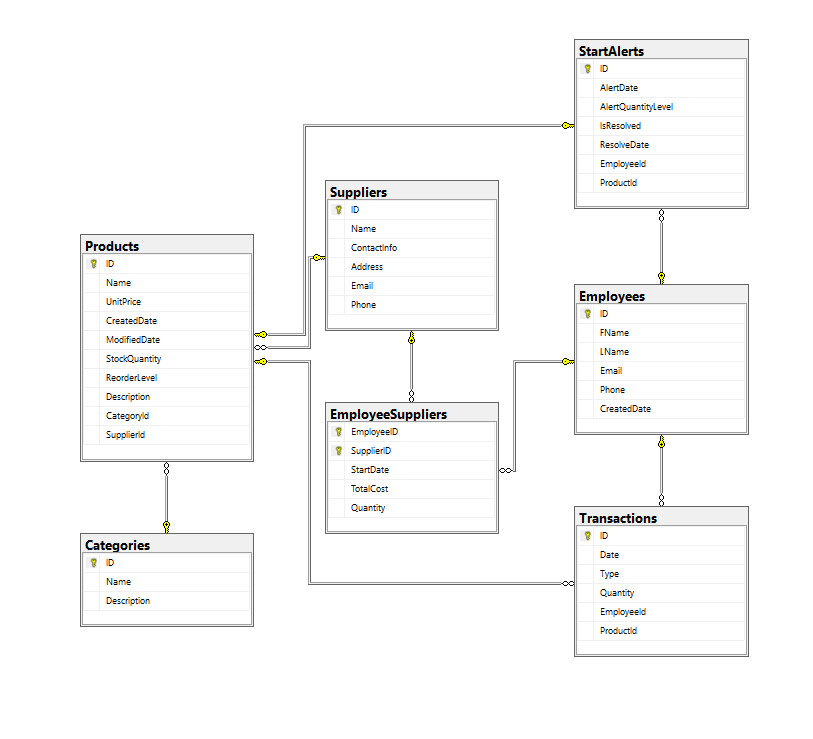 StartAlerts
ID
AlertDate
AlertQuantityLevel
IsResolved
ResolveDate
EmployeeId
ProductId
Suppliers
ID
Name
ContactInfo
Address
Email
Phone
Products
ID
Name
UnitPrice
CreatedDate
ModifiedDate
StockQuantity
ReorderLevel
Description
CategoryId
SupplierId
Employees
ID
FName
LName
Email
Phone
CreatedDate
EmployeeSuppliers
EmployeeID
SupplierID
StartDate
TotalCost
Quantity
Transactions
ID
Date
Type
Quantity
EmployeeId
ProductId
Categories
ID
Name
Description